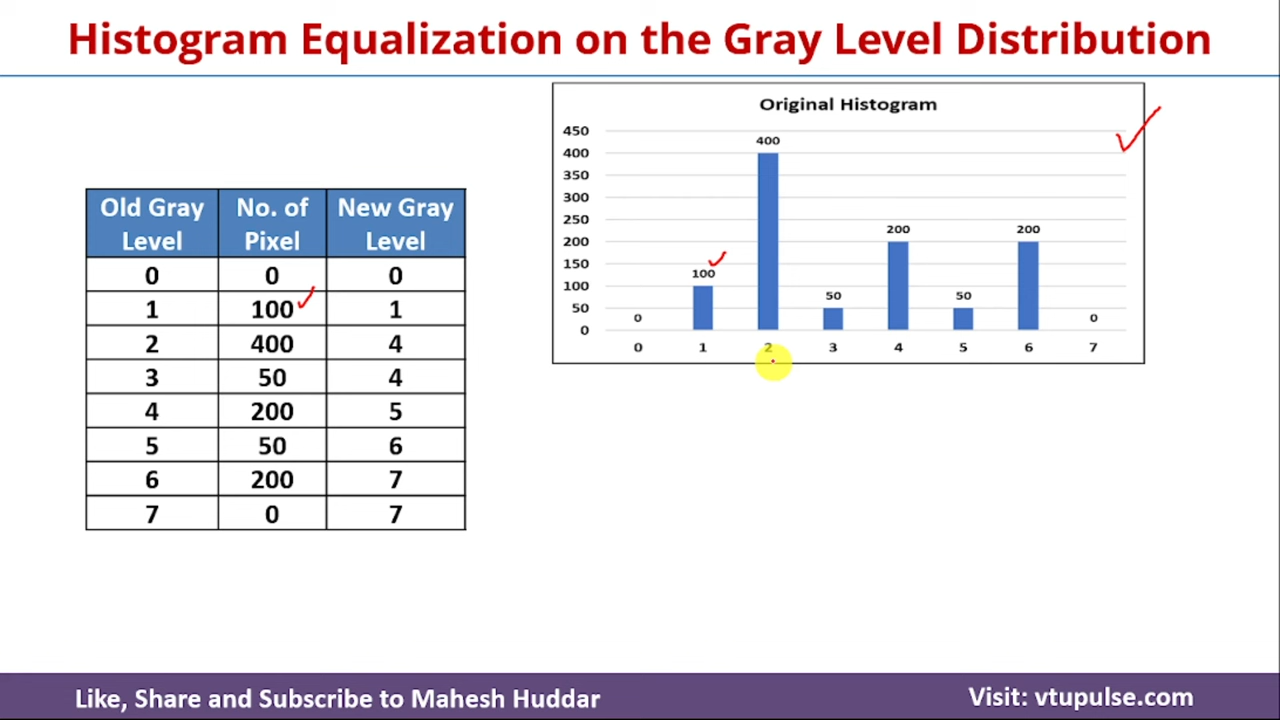 Histogram Equalization on the Gray Level Distribution
Old Gray Level No. of Pixel New Gray Level
0 0 0
1 100 1
2 400 4
3 50 4
4 200 5
5 50 6
6 200 7
7 0 7
Original Histogram
450
400
350
300
250
200
150
100
50
0
0 100 400 50 200 50 200 0
0 1 2 3 4 5 6 7
Like, Share and Subscribe to Mahesh Huddar
Visit: vtupulse.com